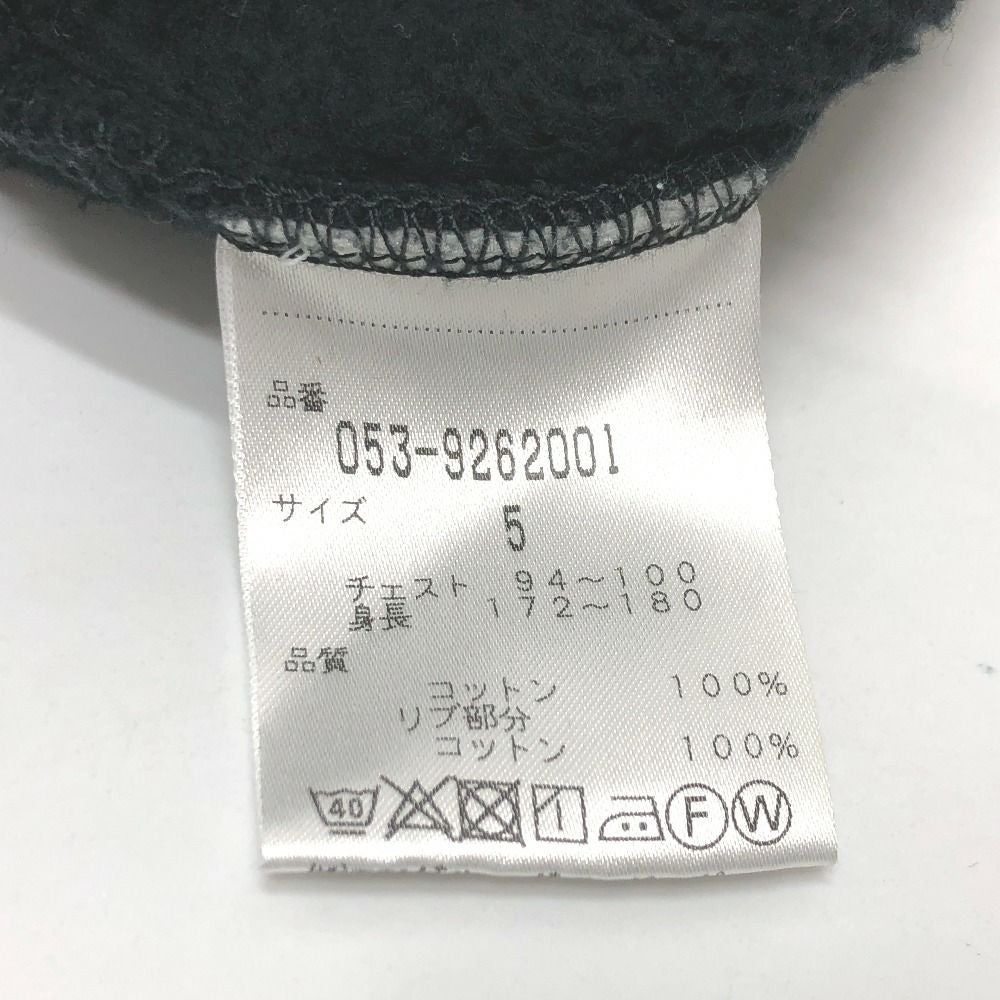 品番
053-9262001
サイズ 5
チェスト 94～100
身長 172～180
品質
コットン 100%
リブ部分
コットン 100%
40 F W